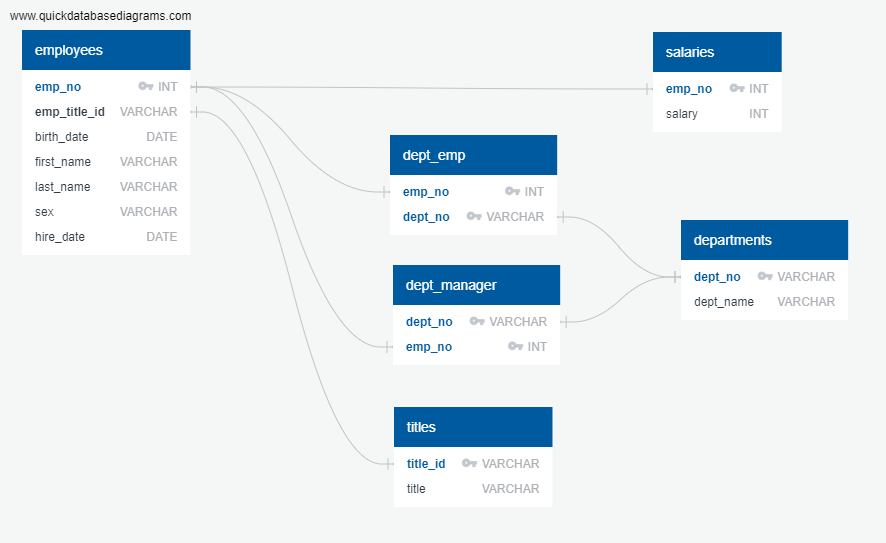 www.quickdatabasediagrams.com
employees
emp_no INT
emp_title_id VARCHAR
birth_date DATE
first_name VARCHAR
last_name VARCHAR
sex VARCHAR
hire_date DATE
salaries
emp_no INT
salary INT
dept_emp
emp_no INT
dept_no VARCHAR
departments
dept_no VARCHAR
dept_name VARCHAR
dept_manager
dept_no VARCHAR
emp_no INT
titles
title_id VARCHAR
title VARCHAR